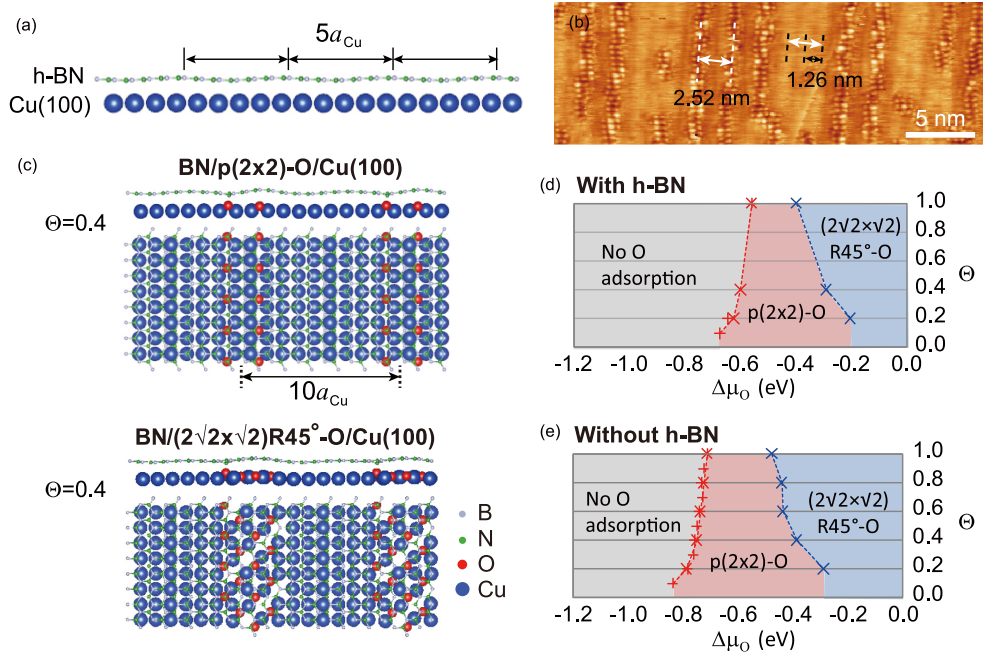 (a)
5aCu
h-BN
Cu(100)
(b)
2.52 nm
1.26 nm
5 nm
(c)
BN/p(2x2)-O/Cu(100)
Θ=0.4
10aCu
BN/(2√2x√2)R45°-O/Cu(100)
Θ=0.4
B
N
O
Cu
(d) With h-BN
No O
adsorption
(2√2×√2)
R45°-O
p(2x2)-O
1.0
0.8
0.6
0.4
0.2
0.0
Θ
-1.2 -1.0 -0.8 -0.6 -0.4 -0.2 0.0
ΔμO (eV)
(e) Without h-BN
No O
adsorption
(2√2×√2)
R45°-O
p(2x2)-O
1.0
0.8
0.6
0.4
0.2
0.0
Θ
-1.2 -1.0 -0.8 -0.6 -0.4 -0.2 0.0
ΔμO (eV)